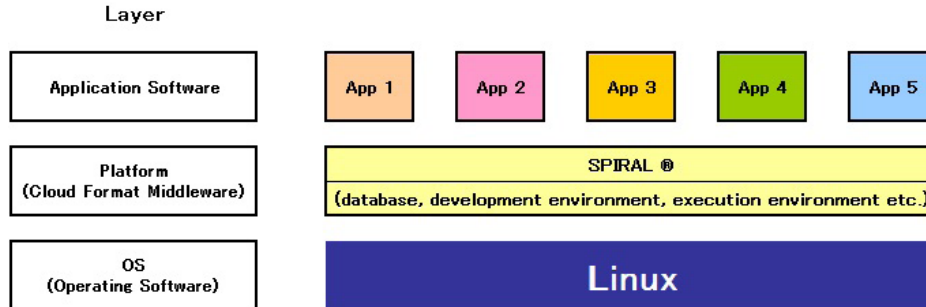 Layer
Application Software
App 1
App 2
App 3
App 4
App 5
Platform
(Cloud Format Middleware)
SPIRAL ®
(database, development environment, execution environment etc.)
OS
(Operating Software)
Linux